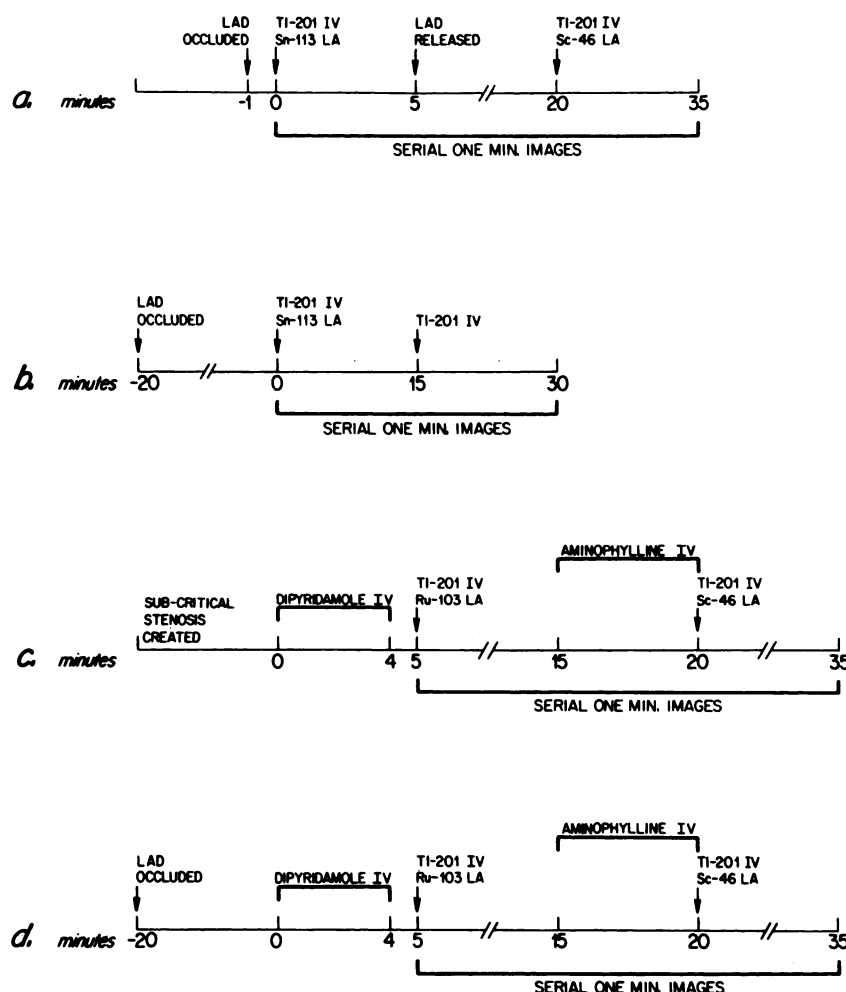 LAD TI-201 IV LAD TI-201 IV
OCCLUDED Sn-113 LA RELEASED Sc-46 LA
a. minutes -1 0 5 20 35
SERIAL ONE MIN. IMAGES
LAD TI-201 IV
OCCLUDED Sn-113 LA TI-201 IV
b. minutes -20 0 15 30
SERIAL ONE MIN. IMAGES
AMINOPHYLLINE IV
SUB-CRITICAL DIPYRIDAMOLE IV TI-201 IV TI-201 IV
STENOSIS Ru-103 LA Sc-46 LA
CREATED
c. minutes 0 4 5 15 20 35
SERIAL ONE MIN. IMAGES
AMINOPHYLLINE IV
LAD DIPYRIDAMOLE IV TI-201 IV TI-201 IV
OCCLUDED Ru-103 LA Sc-46 LA
d. minutes -20 0 4 5 15 20 35
SERIAL ONE MIN. IMAGES